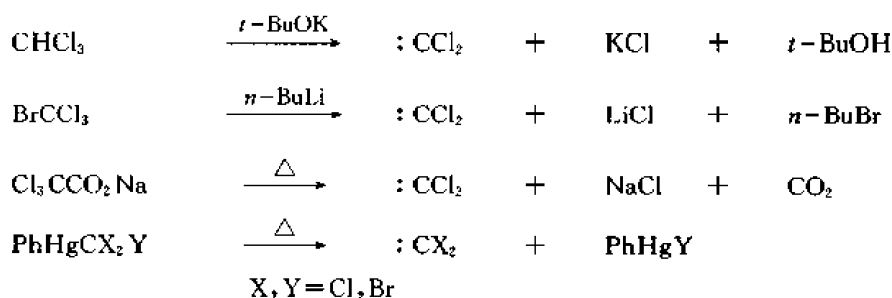 CHCl₃ —t-BuOK→ :CCl₂ + KCl + t-BuOH
BrCCl₃ —n-BuLi→ :CCl₂ + LiCl + n-BuBr
Cl₃CCO₂Na —△→ :CCl₂ + NaCl + CO₂
PhHgCX₂Y —△→ :CX₂ + PhHgY
X,Y=Cl,Br